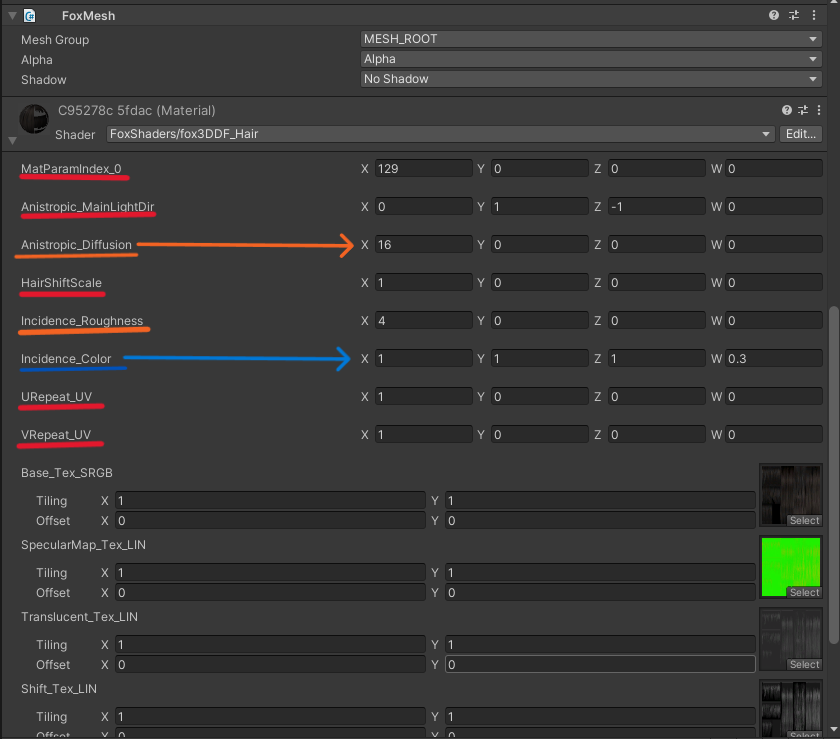 FoxMesh
Mesh Group MESH_ROOT
Alpha Alpha
Shadow No Shadow
C95278c 5fdac (Material)
Shader FoxShaders/fox3DDF_Hair Edit...
MatParamIndex_0 X 129 Y 0 Z 0 W 0
Anistropic_MainLightDir X 0 Y 1 Z -1 W 0
Anistropic_Diffusion X 16 Y 0 Z 0 W 0
HairShiftScale X 1 Y 0 Z 0 W 0
Incidence_Roughness X 4 Y 0 Z 0 W 0
Incidence_Color X 1 Y 1 Z 1 W 0.3
URepeat_UV X 1 Y 0 Z 0 W 0
VRepeat_UV X 1 Y 0 Z 0 W 0
Base_Tex_SRGB
Tiling X 1 Y 1
Offset X 0 Y 0 Select
SpecularMap_Tex_LIN
Tiling X 1 Y 1
Offset X 0 Y 0 Select
Translucent_Tex_LIN
Tiling X 1 Y 1
Offset X 0 Y 0 Select
Shift_Tex_LIN
Tiling X 1 Y 1
Offset X 0 Y 0 Select